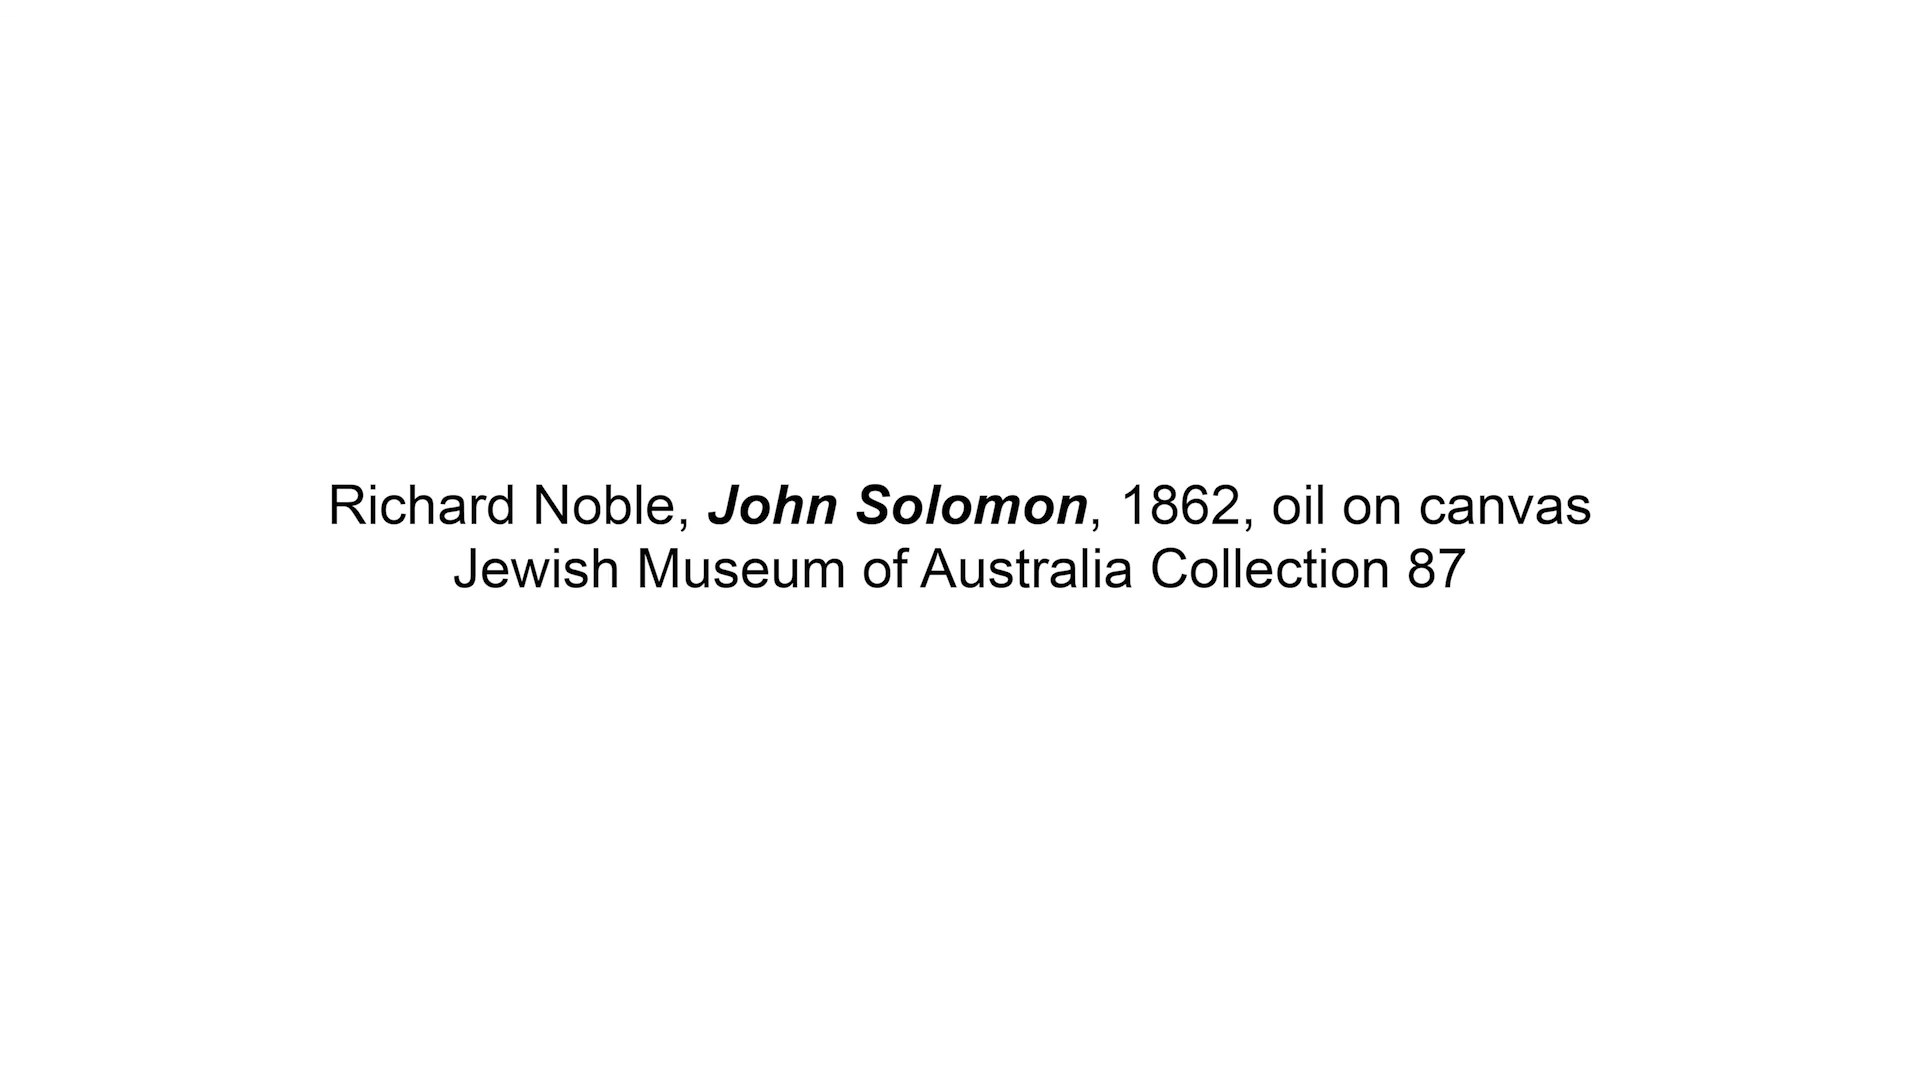 Richard Noble, John Solomon, 1862, oil on canvas
Jewish Museum of Australia Collection 87